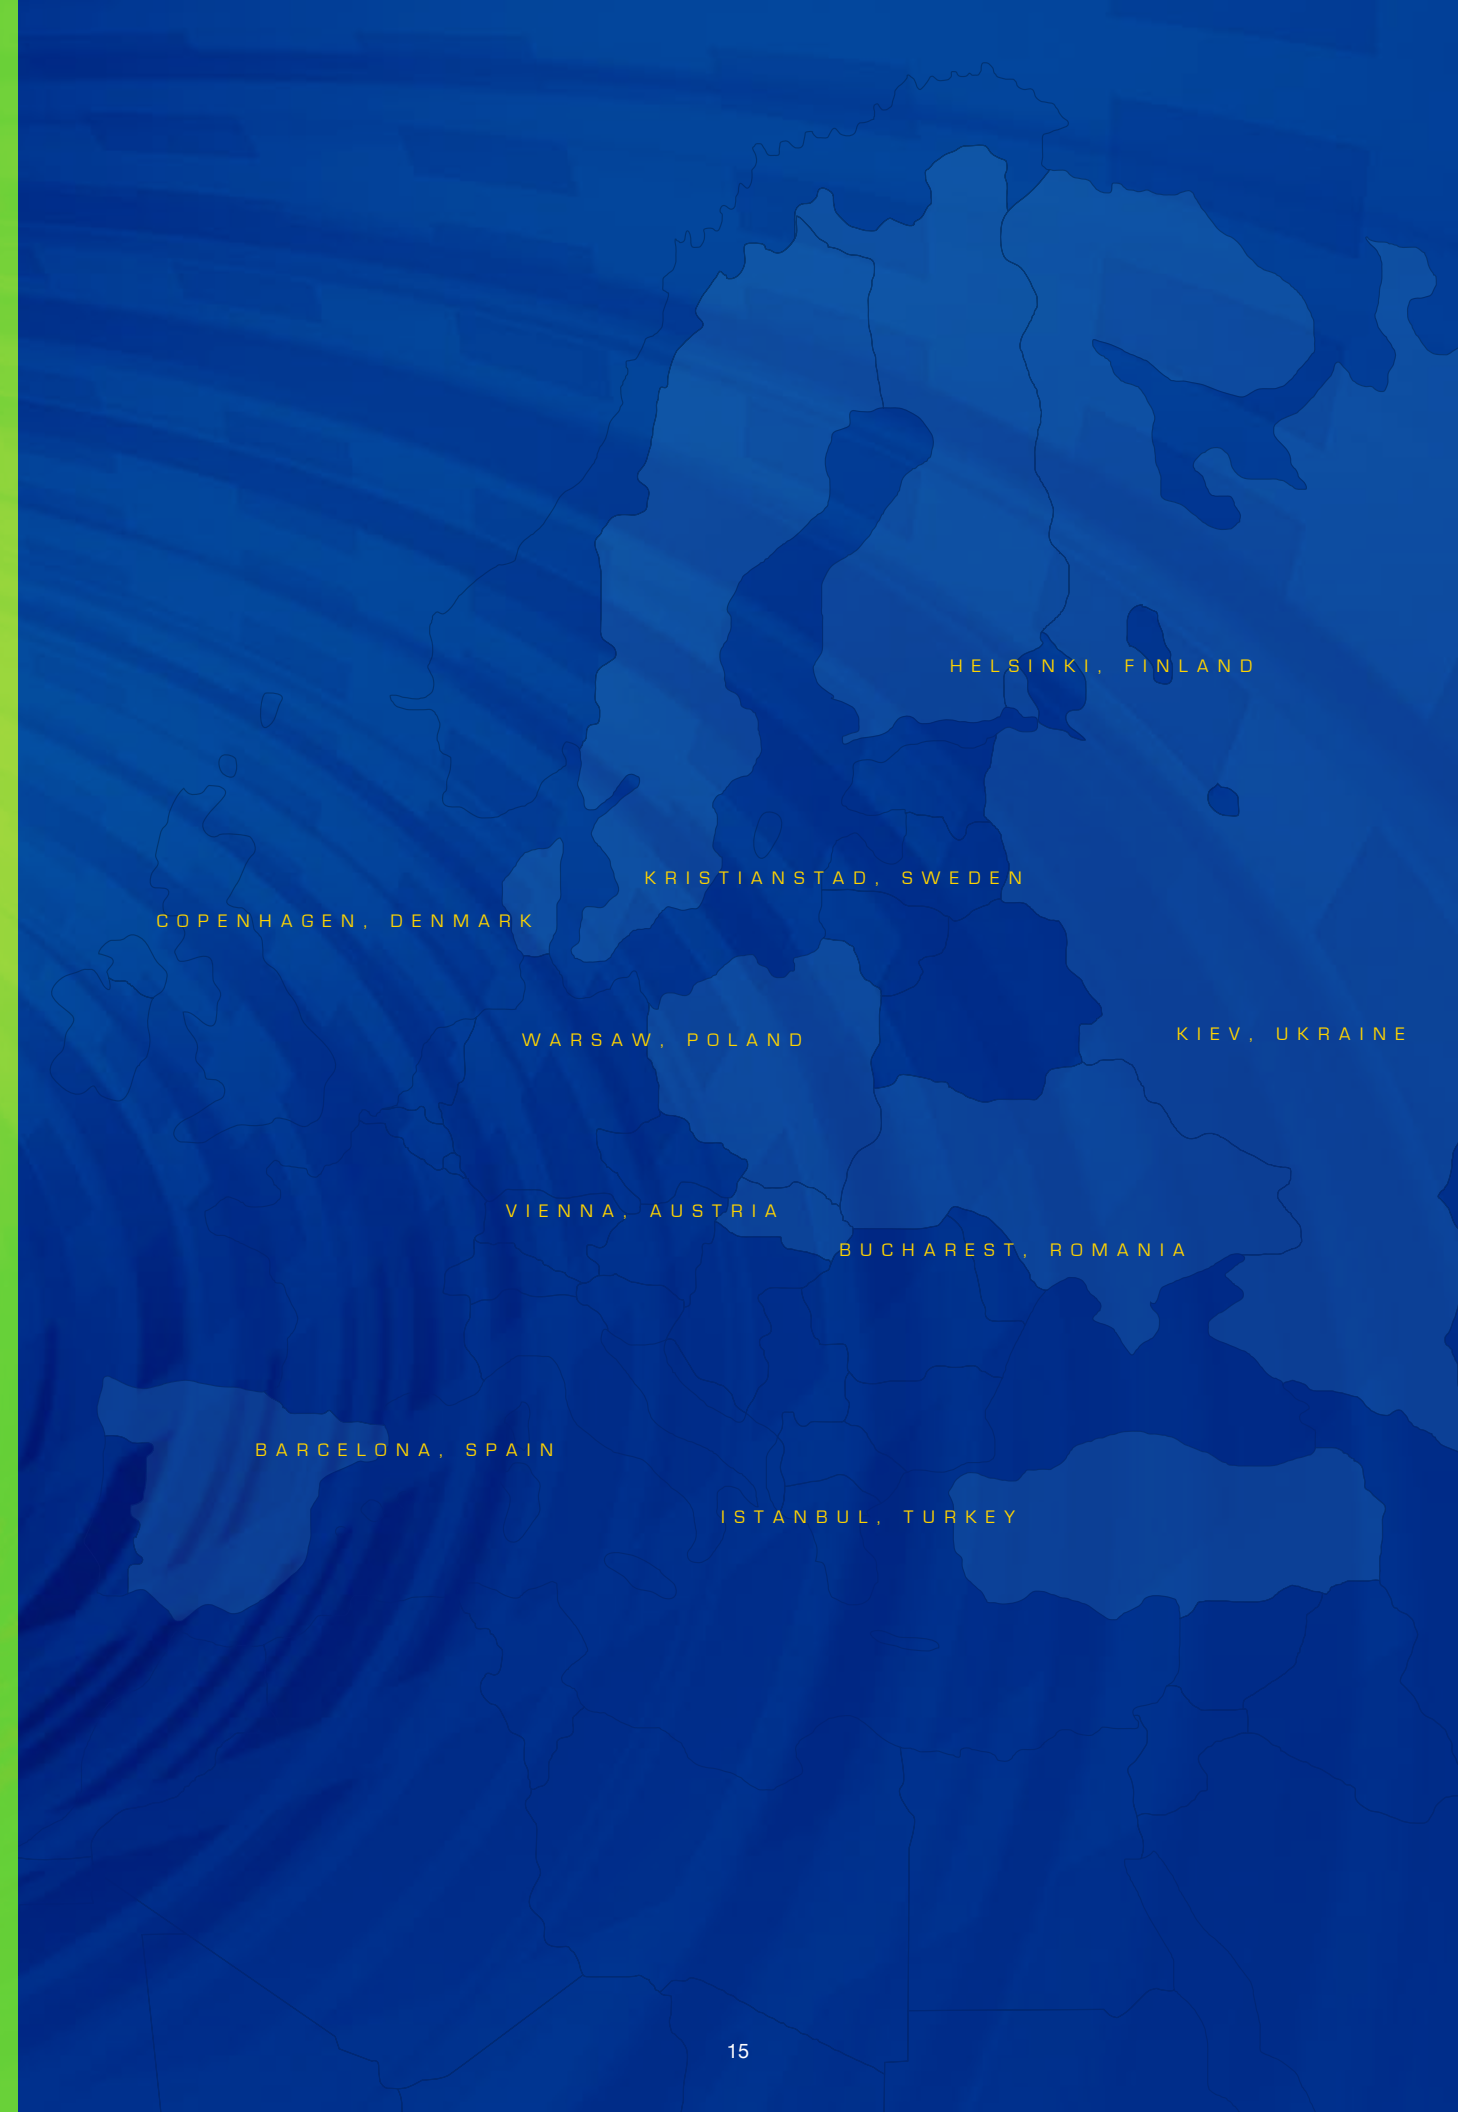 HELSINKI, FINLAND
KRISTIANSTAD, SWEDEN
COPENHAGEN, DENMARK
KIEV, UKRAINE
WARSAW, POLAND
VIENNA, AUSTRIA
BUCHAREST, ROMANIA
BARCELONA, SPAIN
ISTANBUL, TURKEY
15